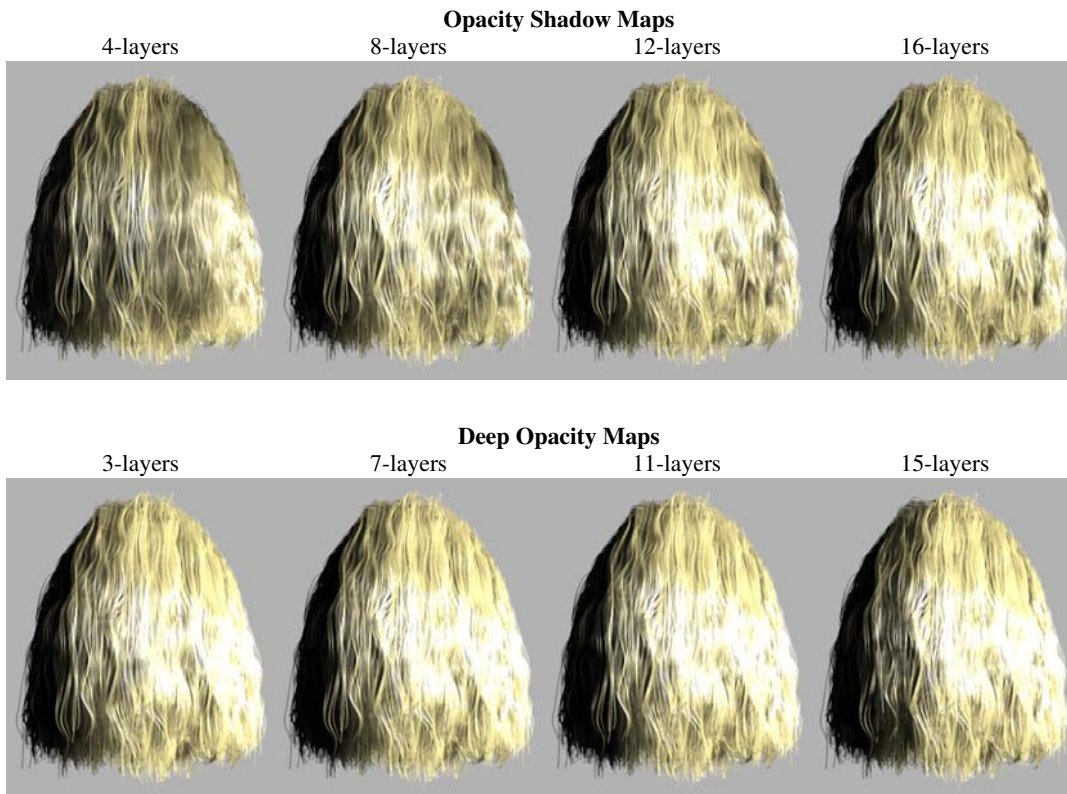 Opacity Shadow Maps
4-layers 8-layers 12-layers 16-layers
Deep Opacity Maps
3-layers 7-layers 11-layers 15-layers